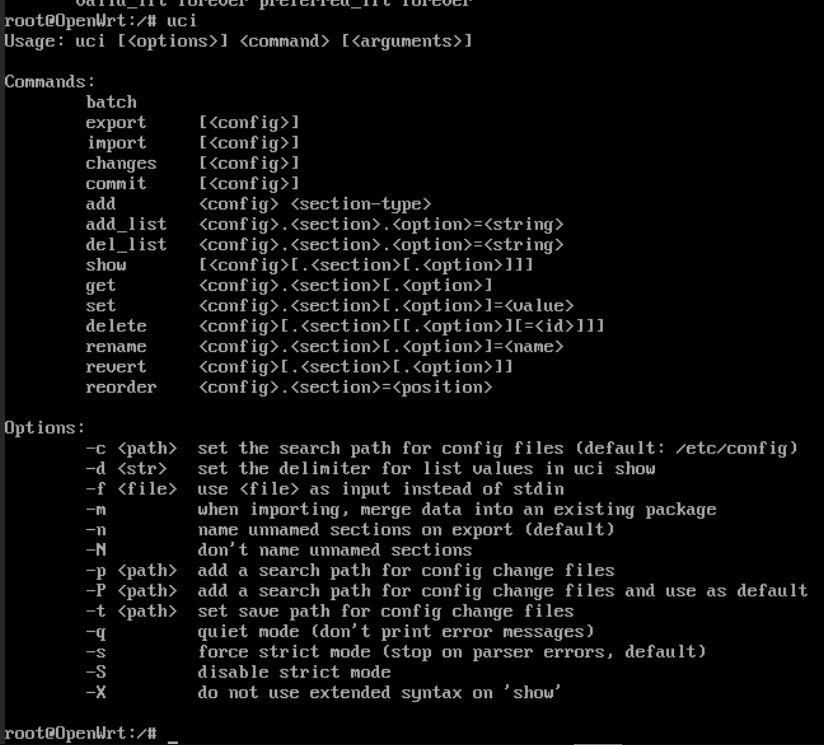 valid_lft forever preferred_lft forever
root@OpenWrt:/# uci
Usage: uci [<options>] <command> [<arguments>]

Commands:
        batch
        export     [<config>]
        import     [<config>]
        changes    [<config>]
        commit     [<config>]
        add        <config> <section-type>
        add_list   <config>.<section>.<option>=<string>
        del_list   <config>.<section>.<option>=<string>
        show       [<config>[.<section>[.<option>]]]
        get        <config>.<section>[.<option>]
        set        <config>.<section>[.<option>]=<value>
        delete     <config>[.<section>[[.<option>][=<id>]]]
        rename     <config>.<section>[.<option>]=<name>
        revert     <config>[.<section>[.<option>]]
        reorder    <config>.<section>=<position>

Options:
        -c <path>  set the search path for config files (default: /etc/config)
        -d <str>   set the delimiter for list values in uci show
        -f <file>  use <file> as input instead of stdin
        -m         when importing, merge data into an existing package
        -n         name unnamed sections on export (default)
        -N         don't name unnamed sections
        -p <path>  add a search path for config change files
        -P <path>  add a search path for config change files and use as default
        -t <path>  set save path for config change files
        -q         quiet mode (don't print error messages)
        -s         force strict mode (stop on parser errors, default)
        -S         disable strict mode
        -X         do not use extended syntax on 'show'

root@OpenWrt:/# _